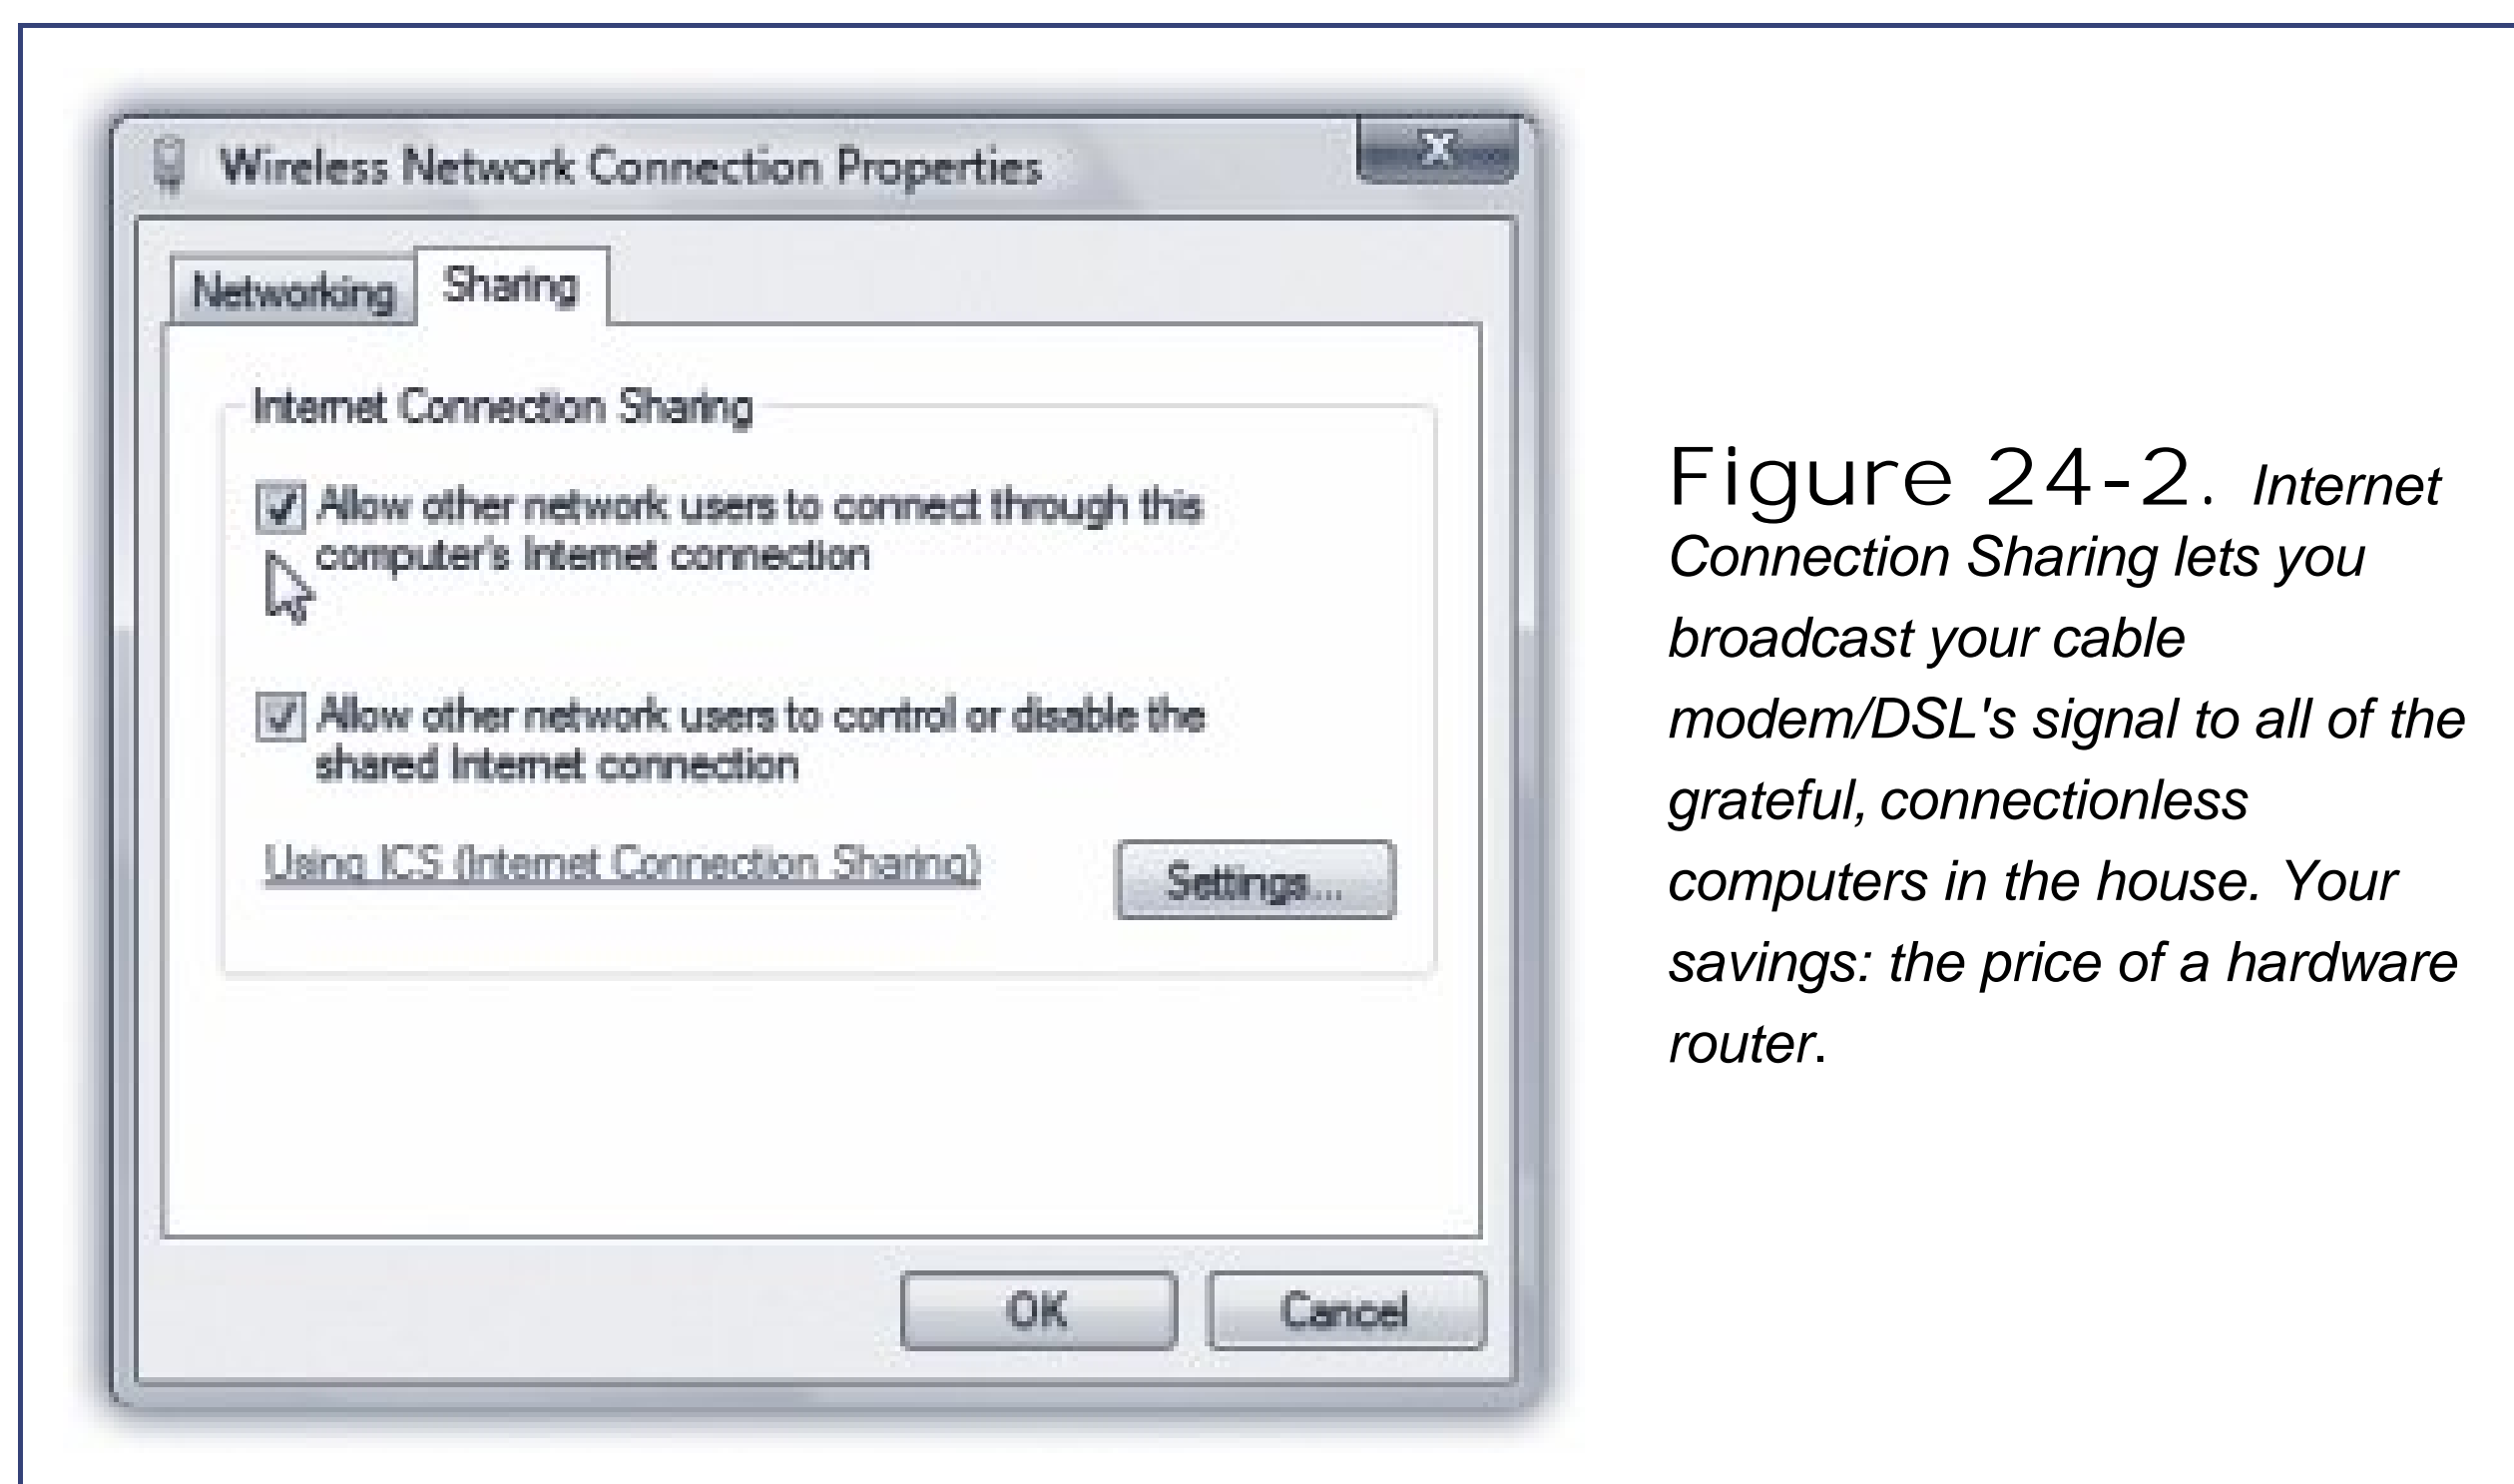 Wireless Network Connection Properties
Networking
Sharing
Internet Connection Sharing
Allow other network users to connect through this
computer's Internet connection
Allow other network users to control or disable the
shared Internet connection
Using ICS (Internet Connection Sharing)
Settings...
OK
Cancel
Figure 24-2. Internet
Connection Sharing lets you
broadcast your cable
modem/DSL's signal to all of the
grateful, connectionless
computers in the house. Your
savings: the price of a hardware
router.